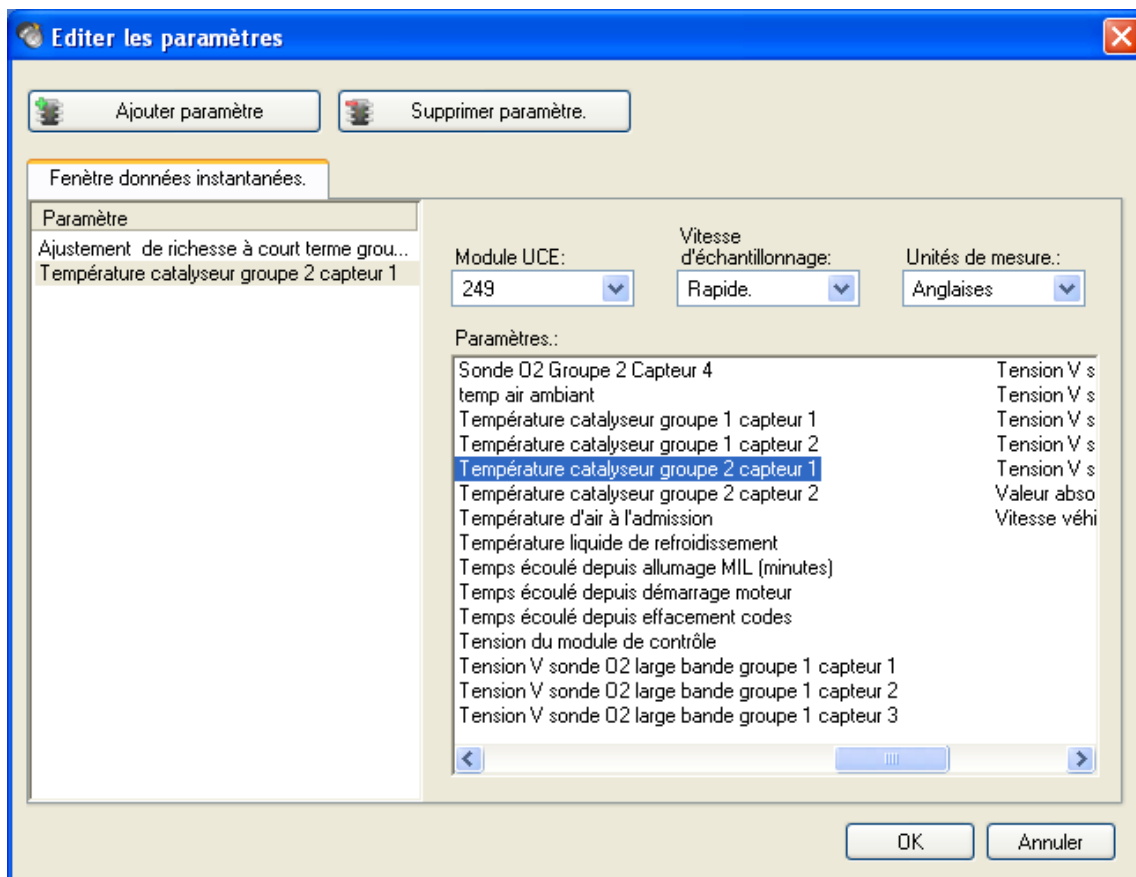 Editer les paramètres
Ajouter paramètre
Supprimer paramètre.
Fenètre données instantanées.
Paramètre
Ajustement de richesse à court terme grou...
Température catalyseur groupe 2 capteur 1
Module UCE:
Vitesse
d'échantillonnage:
Unités de mesure.:
249
Rapide.
Anglaises
Paramètres.:
Sonde O2 Groupe 2 Capteur 4
temp air ambiant
Température catalyseur groupe 1 capteur 1
Température catalyseur groupe 1 capteur 2
Température catalyseur groupe 2 capteur 1
Température catalyseur groupe 2 capteur 2
Température d'air à l'admission
Température liquide de refroidissement
Temps écoulé depuis allumage MIL (minutes)
Temps écoulé depuis démarrage moteur
Temps écoulé depuis effacement codes
Tension du module de contrôle
Tension V sonde O2 large bande groupe 1 capteur 1
Tension V sonde O2 large bande groupe 1 capteur 2
Tension V sonde O2 large bande groupe 1 capteur 3
Tension V s
Tension V s
Tension V s
Tension V s
Tension V s
Valeur abso
Vitesse véhi
OK
Annuler